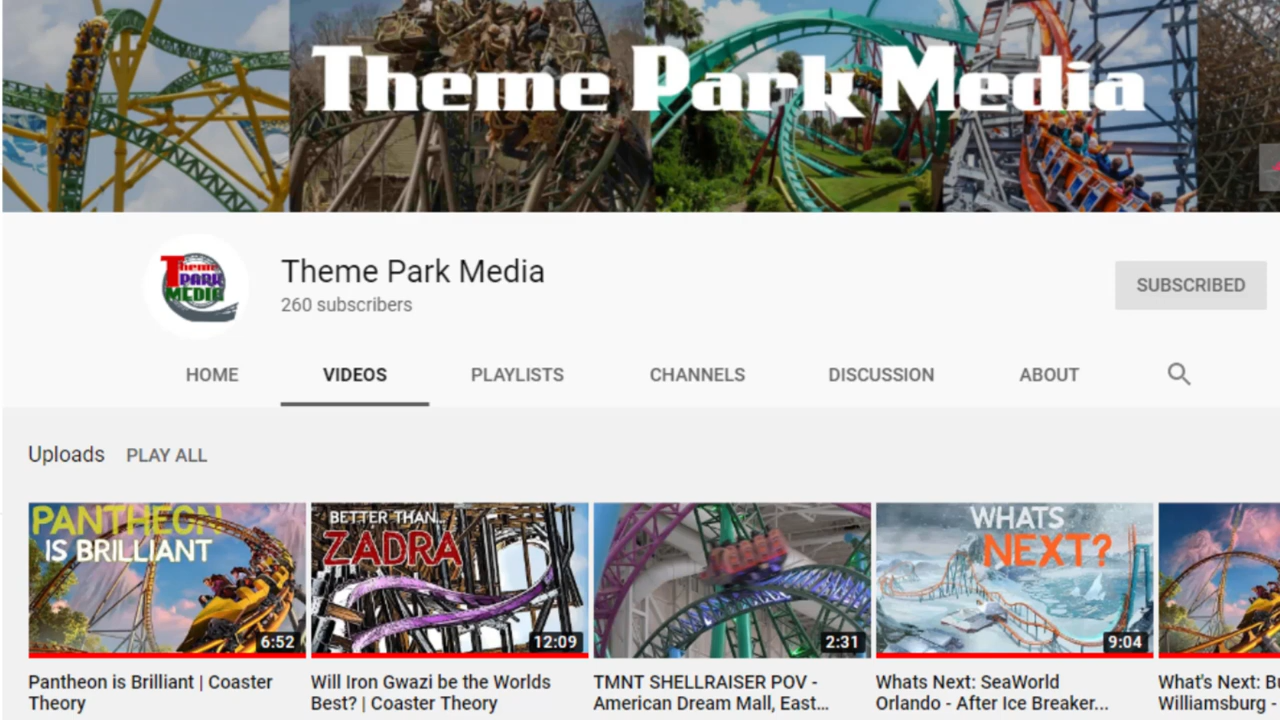 Theme Park Media
Theme
PARK
MEDIA
Theme Park Media
260 subscribers
SUBSCRIBED
HOME VIDEOS PLAYLISTS CHANNELS DISCUSSION ABOUT
Uploads PLAY ALL
PANTHEON
IS BRILLIANT
6:52
BETTER THAN...
ZADRA
12:09
2:31
WHATS
NEXT?
9:04
Pantheon is Brilliant | Coaster
Theory
Will Iron Gwazi be the Worlds
Best? | Coaster Theory
TMNT SHELLRAISER POV -
American Dream Mall, East...
Whats Next: SeaWorld
Orlando - After Ice Breaker...
What's Next: Bu
Williamsburg -